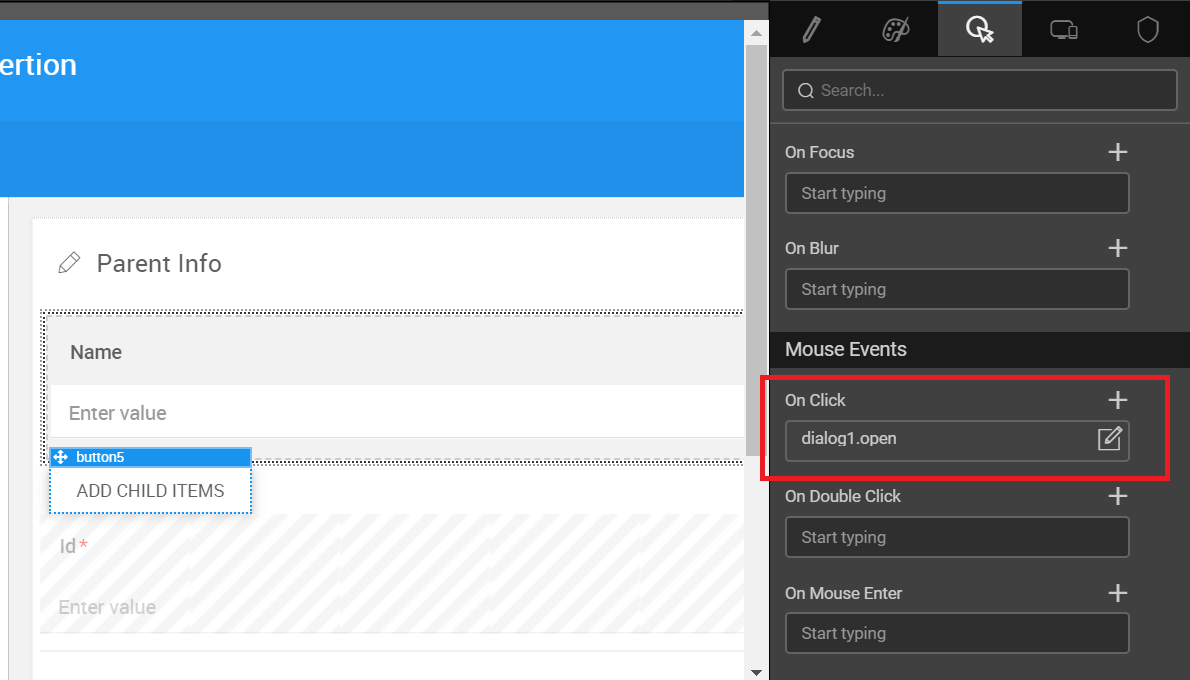 ertion
Parent Info
Name
Enter value
button5
ADD CHILD ITEMS
Id*
Enter value
Search...
On Focus
Start typing
On Blur
Start typing
Mouse Events
On Click
dialog1.open
On Double Click
Start typing
On Mouse Enter
Start typing